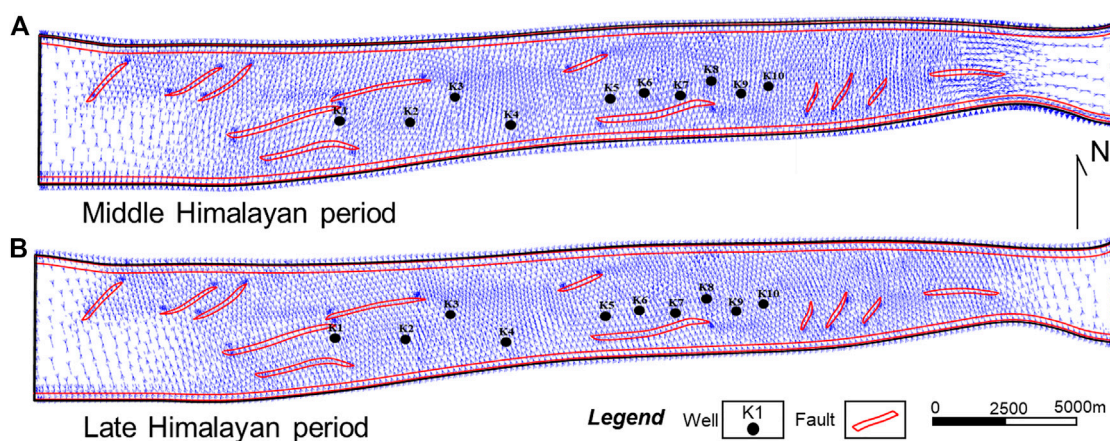 A
K8
K3
K6
K10
K5
K7
K9
K1
K2
K4
N
Middle Himalayan period
B
K8
K3
K6
K10
K5
K7
K9
K1
K2
K4
Legend Well K1 Fault 0 2500 5000m
Late Himalayan period